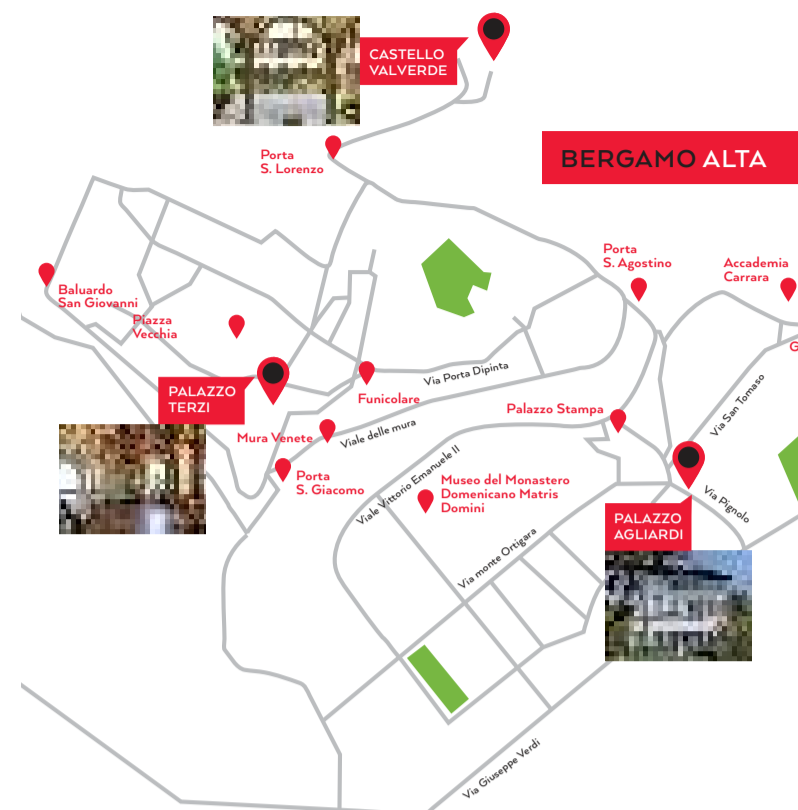 CASTELLO
VALVERDE
BERGAMO ALTA
Porta
S. Lorenzo
Porta
S. Agostino
Accademia
Carrara
Baluardo
San Giovanni
Piazza
Vecchia
G
Via Porta Dipinta
PALAZZO
TERZI
Funicolare
Via San Tomaso
Palazzo Stampa
Mura Venete
Viale delle mura
Viale Vittorio Emanuele II
Porta
S. Giacomo
Museo del Monastero
Domenicano Matris
Domini
Via Pignolo
PALAZZO
AGLIARDI
Via monte Ortigara
Via Giuseppe Verdi